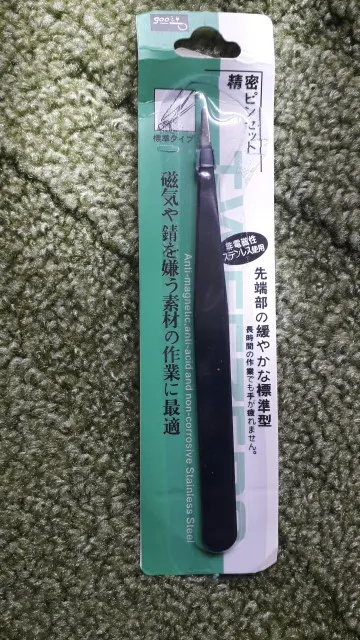 goot
精密ピンセット
標準タイプ
TWEEZERS
非電磁性
ステンレス使用
先端部の緩やかな標準型
長時間の作業でも手が疲れません。
磁気や錆を嫌う素材の作業に最適
Anti-magnetic,anti-acid and non-corrosive Stainless Steel